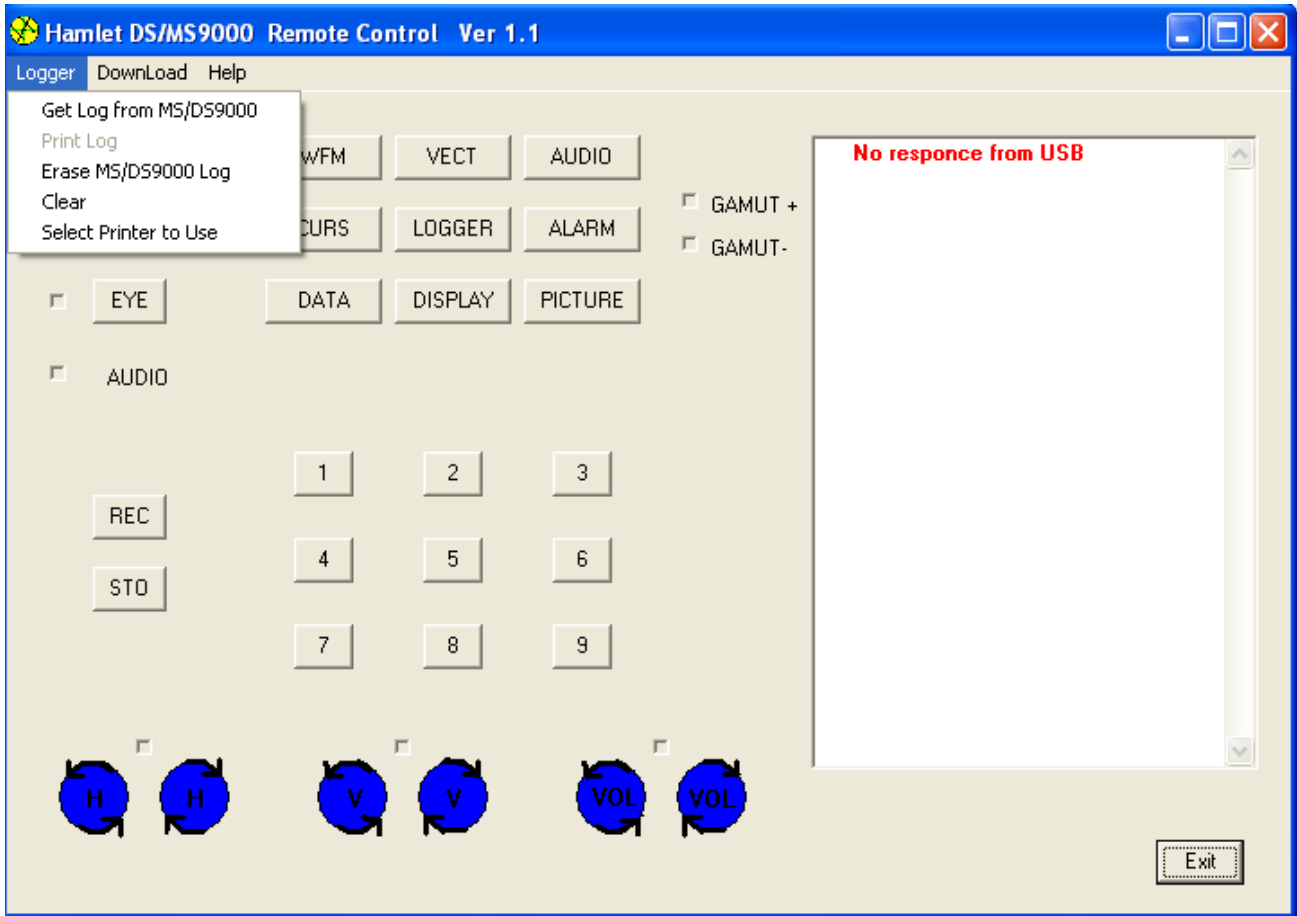 Hamlet DS/MS9000 Remote Control Ver 1.1
Logger DownLoad Help
Get Log from MS/DS9000
Print Log
Erase MS/DS9000 Log
Clear
Select Printer to Use
WFM VECT AUDIO
CURS LOGGER ALARM
GAMUT +
GAMUT-
EYE DATA DISPLAY PICTURE
AUDIO
No responce from USB
1 2 3
REC
4 5 6
STO
7 8 9
H H V V VOL VOL
Exit